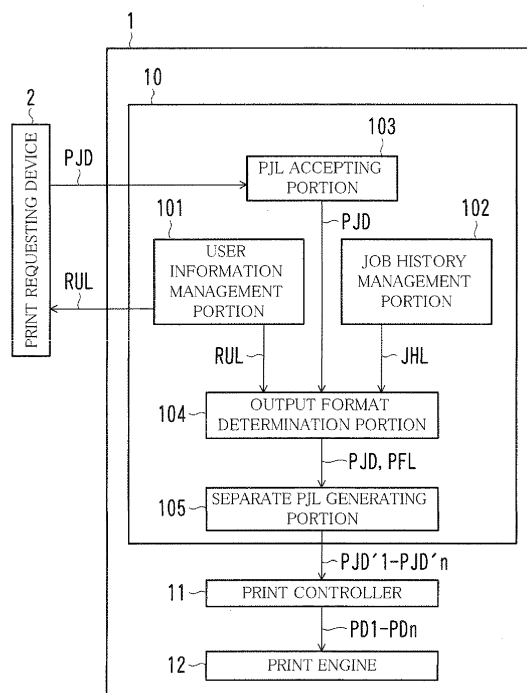 1
10
2
PRINT REQUESTING DEVICE
PJD
103
PJL ACCEPTING
PORTION
PJD
101
USER
INFORMATION
MANAGEMENT
PORTION
102
JOB HISTORY
MANAGEMENT
PORTION
RUL
RUL
JHL
104
OUTPUT FORMAT
DETERMINATION PORTION
PJD, PFL
105
SEPARATE PJL GENERATING
PORTION
PJD´1-PJD´n
11
PRINT CONTROLLER
PD1-PDn
12
PRINT ENGINE